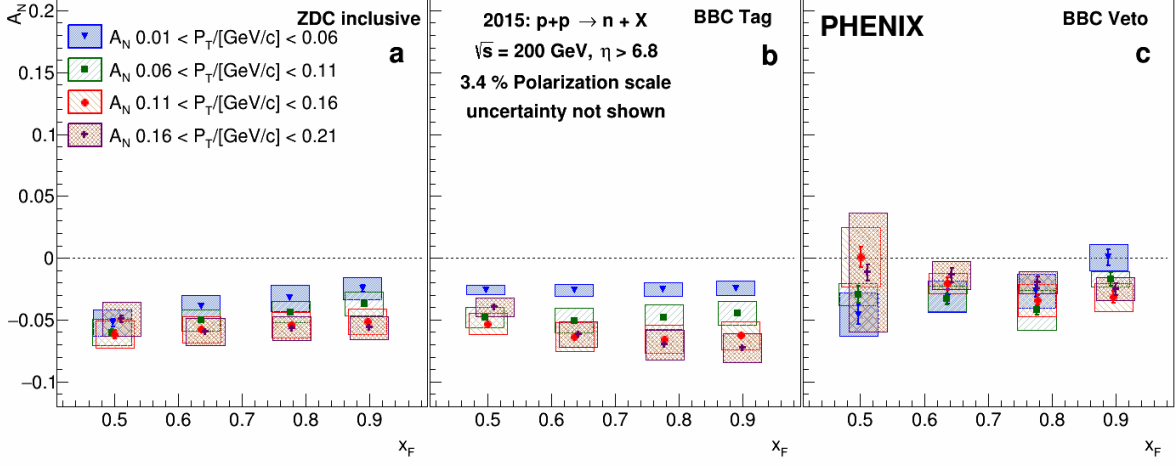 A_N
0.2
0.15
0.1
0.05
0
−0.05
−0.1
ZDC inclusive
a
A_N 0.01 < P_T/[GeV/c] < 0.06
A_N 0.06 < P_T/[GeV/c] < 0.11
A_N 0.11 < P_T/[GeV/c] < 0.16
A_N 0.16 < P_T/[GeV/c] < 0.21
0.5 0.6 0.7 0.8 0.9
x_F
2015: p+p → n + X
√s = 200 GeV, η > 6.8
3.4 % Polarization scale
uncertainty not shown
BBC Tag
b
0.5 0.6 0.7 0.8 0.9
x_F
PHENIX
BBC Veto
c
0.5 0.6 0.7 0.8 0.9
x_F